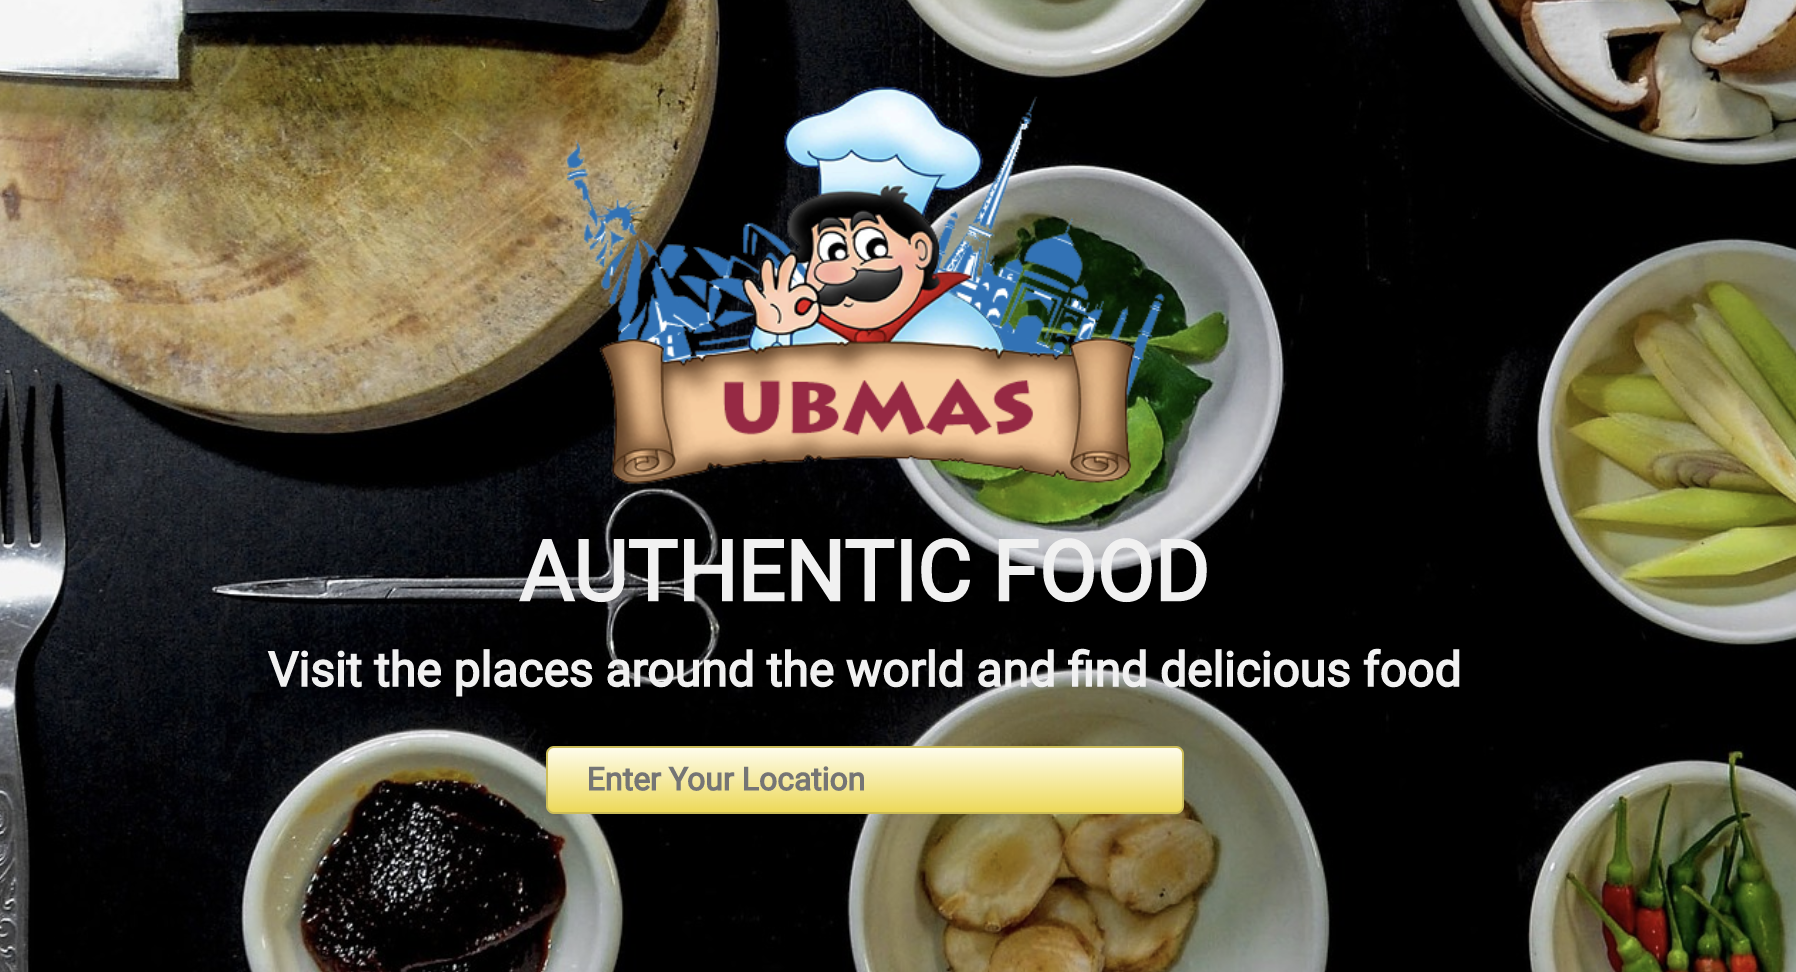 UBMAS
AUTHENTIC FOOD
Visit the places around the world and find delicious food
Enter Your Location